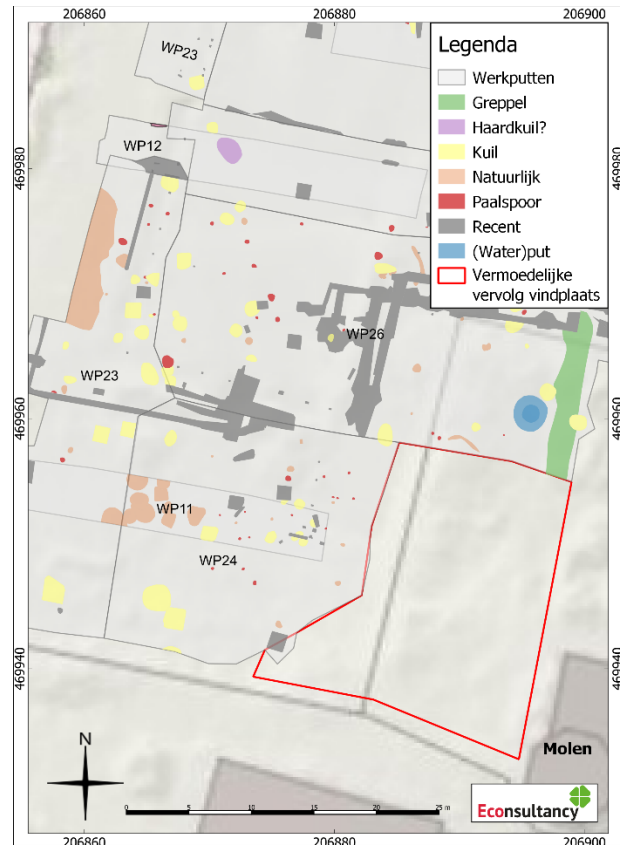 206860
206880
206900
Legenda
Werkputten
Greppel
Haardkuil?
Kuil
Natuurlijk
Paalspoor
Recent
(Water)put
Vermoedelijke
vervolg vindplaats
WP23
WP12
469980
469980
WP26
WP23
469960
469960
WP11
WP24
469940
469940
Molen
N
0 5 10 15 20 25 m
Econsultancy
206860
206880
206900